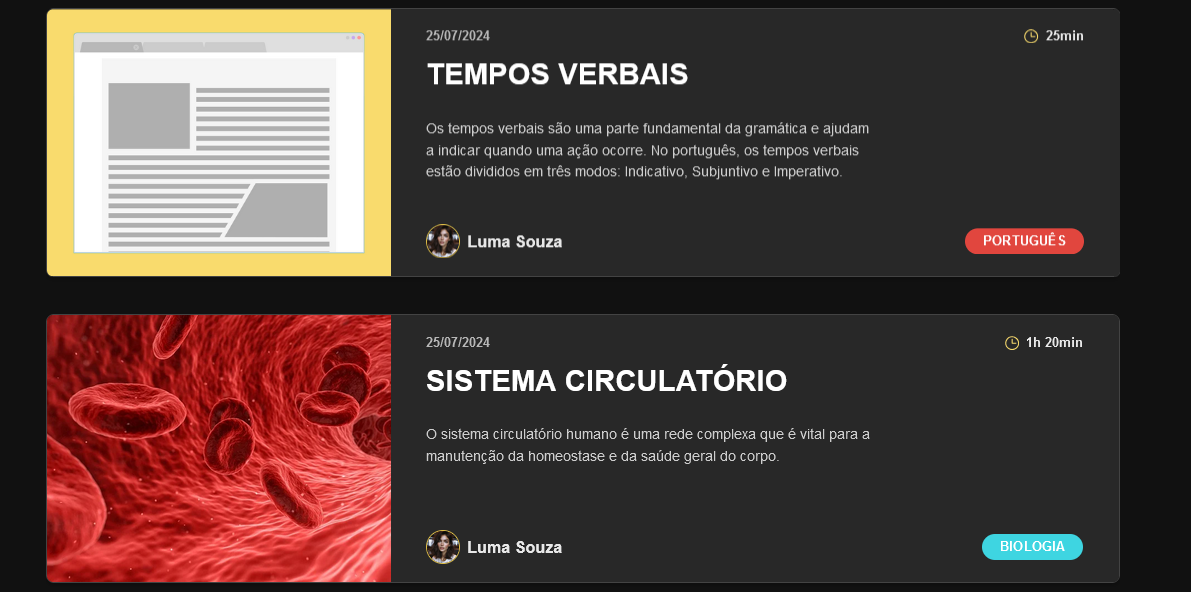 25/07/2024
25min
TEMPOS VERBAIS
Os tempos verbais são uma parte fundamental da gramática e ajudam
a indicar quando uma ação ocorre. No português, os tempos verbais
estão divididos em três modos: Indicativo, Subjuntivo e Imperativo.
Luma Souza
PORTUGUÊS
25/07/2024
1h 20min
SISTEMA CIRCULATÓRIO
O sistema circulatório humano é uma rede complexa que é vital para a
manutenção da homeostase e da saúde geral do corpo.
Luma Souza
BIOLOGIA